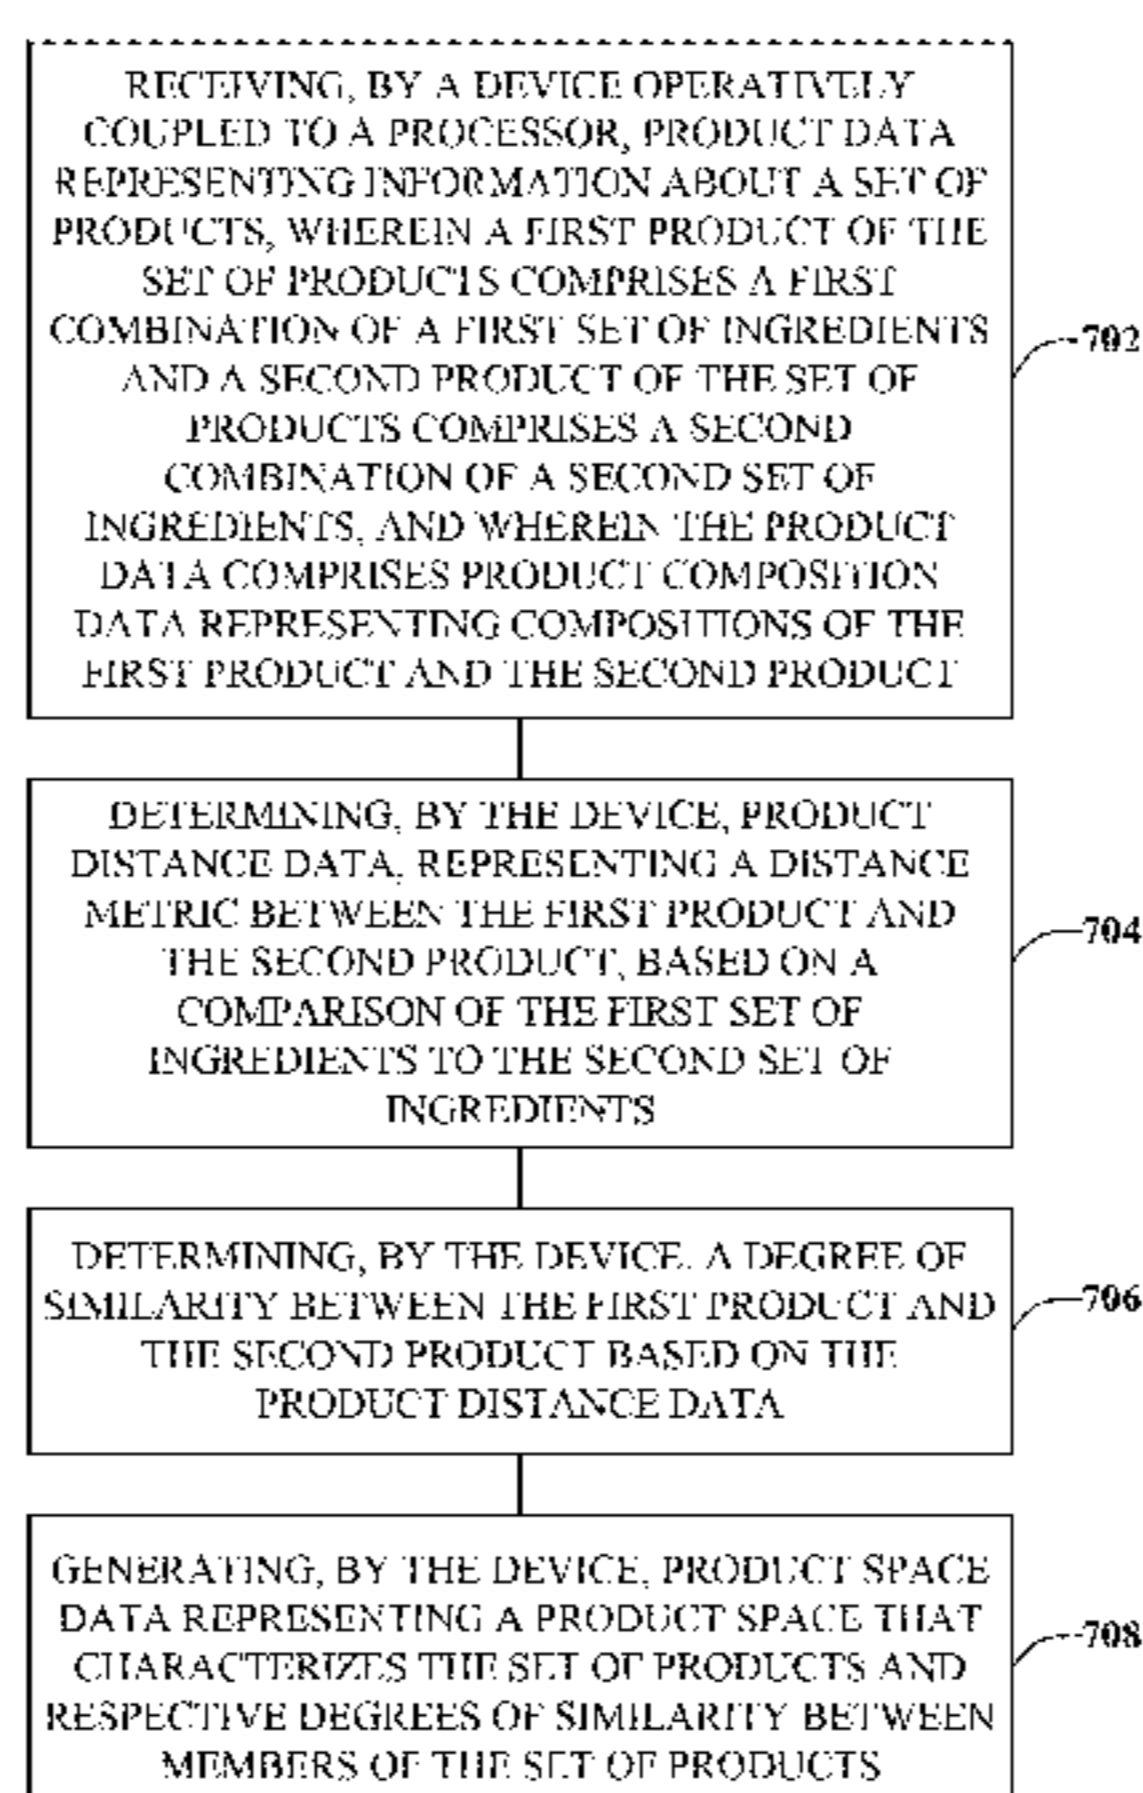 RECEIVING, BY A DEVICE OPERATIVELY
COUPLED TO A PROCESSOR, PRODUCT DATA
REPRESENTING INFORMATION ABOUT A SET OF
PRODUCTS, WHEREIN A FIRST PRODUCT OF THE
SET OF PRODUCTS COMPRISES A FIRST
COMBINATION OF A FIRST SET OF INGREDIENTS
AND A SECOND PRODUCT OF THE SET OF
PRODUCTS COMPRISES A SECOND
COMBINATION OF A SECOND SET OF
INGREDIENTS, AND WHEREIN THE PRODUCT
DATA COMPRISES PRODUCT COMPOSITION
DATA REPRESENTING COMPOSITIONS OF THE
FIRST PRODUCT AND THE SECOND PRODUCT
702
DETERMINING, BY THE DEVICE, PRODUCT
DISTANCE DATA, REPRESENTING A DISTANCE
METRIC BETWEEN THE FIRST PRODUCT AND
THE SECOND PRODUCT, BASED ON A
COMPARISON OF THE FIRST SET OF
INGREDIENTS TO THE SECOND SET OF
INGREDIENTS
704
DETERMINING, BY THE DEVICE, A DEGREE OF
SIMILARITY BETWEEN THE FIRST PRODUCT AND
THE SECOND PRODUCT BASED ON THE
PRODUCT DISTANCE DATA
706
GENERATING, BY THE DEVICE, PRODUCT SPACE
DATA REPRESENTING A PRODUCT SPACE THAT
CHARACTERIZES THE SET OF PRODUCTS AND
RESPECTIVE DEGREES OF SIMILARITY BETWEEN
MEMBERS OF THE SET OF PRODUCTS
708